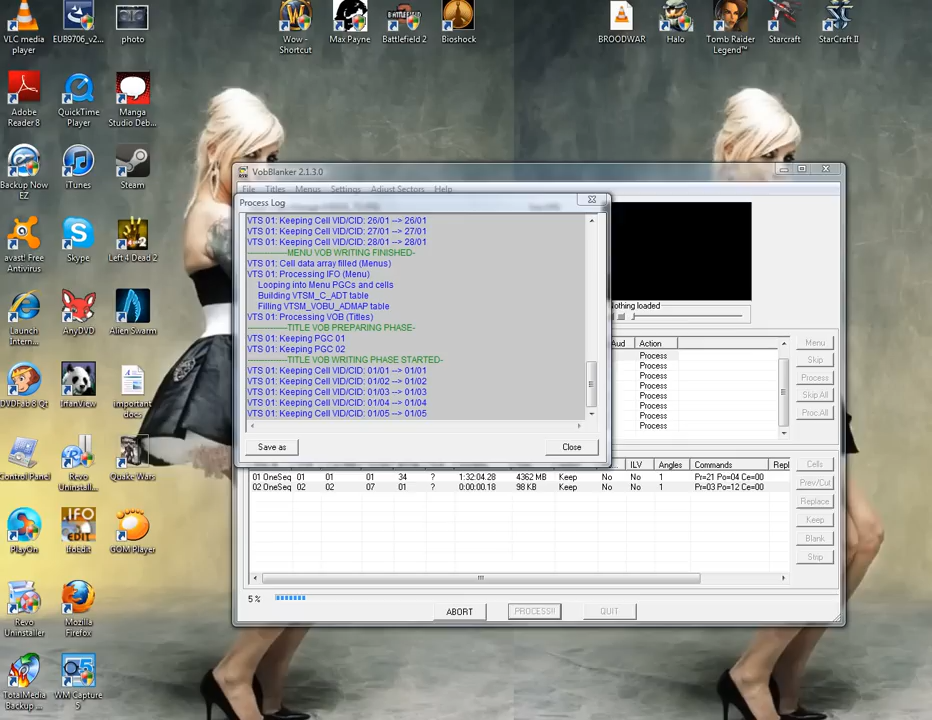 VLC media player
EUB9706_v2...
photo
Wow - Shortcut
Max Payne
Battlefield 2
Bioshock
BROODWAR
Halo
Tomb Raider Legend™
Starcraft
StarCraft II
Adobe Reader 8
QuickTime Player
Manga Studio Deb...
Backup Now EZ
iTunes
Steam
avast! Free Antivirus
Skype
Left 4 Dead 2
Launch Intern...
AnyDVD
Alien Swarm
DVDFab 8 Qt
IrfanView
important docs
Control Panel
Revo Uninstall...
Quake Wars
PlayOn
IFO Edit
IfoEdit
GOM Player
Revo Uninstaller
Mozilla Firefox
TotalMedia Backup ...
WM Capture 5
VobBlanker 2.1.3.0
File Titles Menus Settings Adjust Sectors Help
Process Log
VTS 01: Keeping Cell VID/CID: 26/01 --> 26/01
VTS 01: Keeping Cell VID/CID: 27/01 --> 27/01
VTS 01: Keeping Cell VID/CID: 28/01 --> 28/01
-------------MENU VOB WRITING FINISHED-
VTS 01: Cell data array filled (Menus)
VTS 01: Processing IFO (Menu)
Looping into Menu PGCs and cells
Building VTSM_C_ADT table
Filling VTSM_VOBU_ADMAP table
VTS 01: Processing VOB (Titles)
-------------TITLE VOB PREPARING PHASE-
VTS 01: Keeping PGC 01
VTS 01: Keeping PGC 02
-------------TITLE VOB WRITING PHASE STARTED-
VTS 01: Keeping Cell VID/CID: 01/01 --> 01/01
VTS 01: Keeping Cell VID/CID: 01/02 --> 01/02
VTS 01: Keeping Cell VID/CID: 01/03 --> 01/03
VTS 01: Keeping Cell VID/CID: 01/04 --> 01/04
VTS 01: Keeping Cell VID/CID: 01/05 --> 01/05
Save as
Close
Nothing loaded
Aud Action
Process
Process
Process
Process
Process
Process
Process
Process
Menu
Skip
Process
Skip All
Proc.All
ILV Angles Commands Repl
01 OneSeq 01 01 01 34 ? 1:32:04.28 4362 MB Keep No No 1 Pr=21 Po=04 Ce=00
02 OneSeq 02 02 07 01 ? 0:00:00.18 98 KB Keep No No 1 Pr=03 Po=12 Ce=00
Cells
Prev/Cut
Replace
Keep
Blank
Strip
5 %
ABORT
PROCESS!!
QUIT